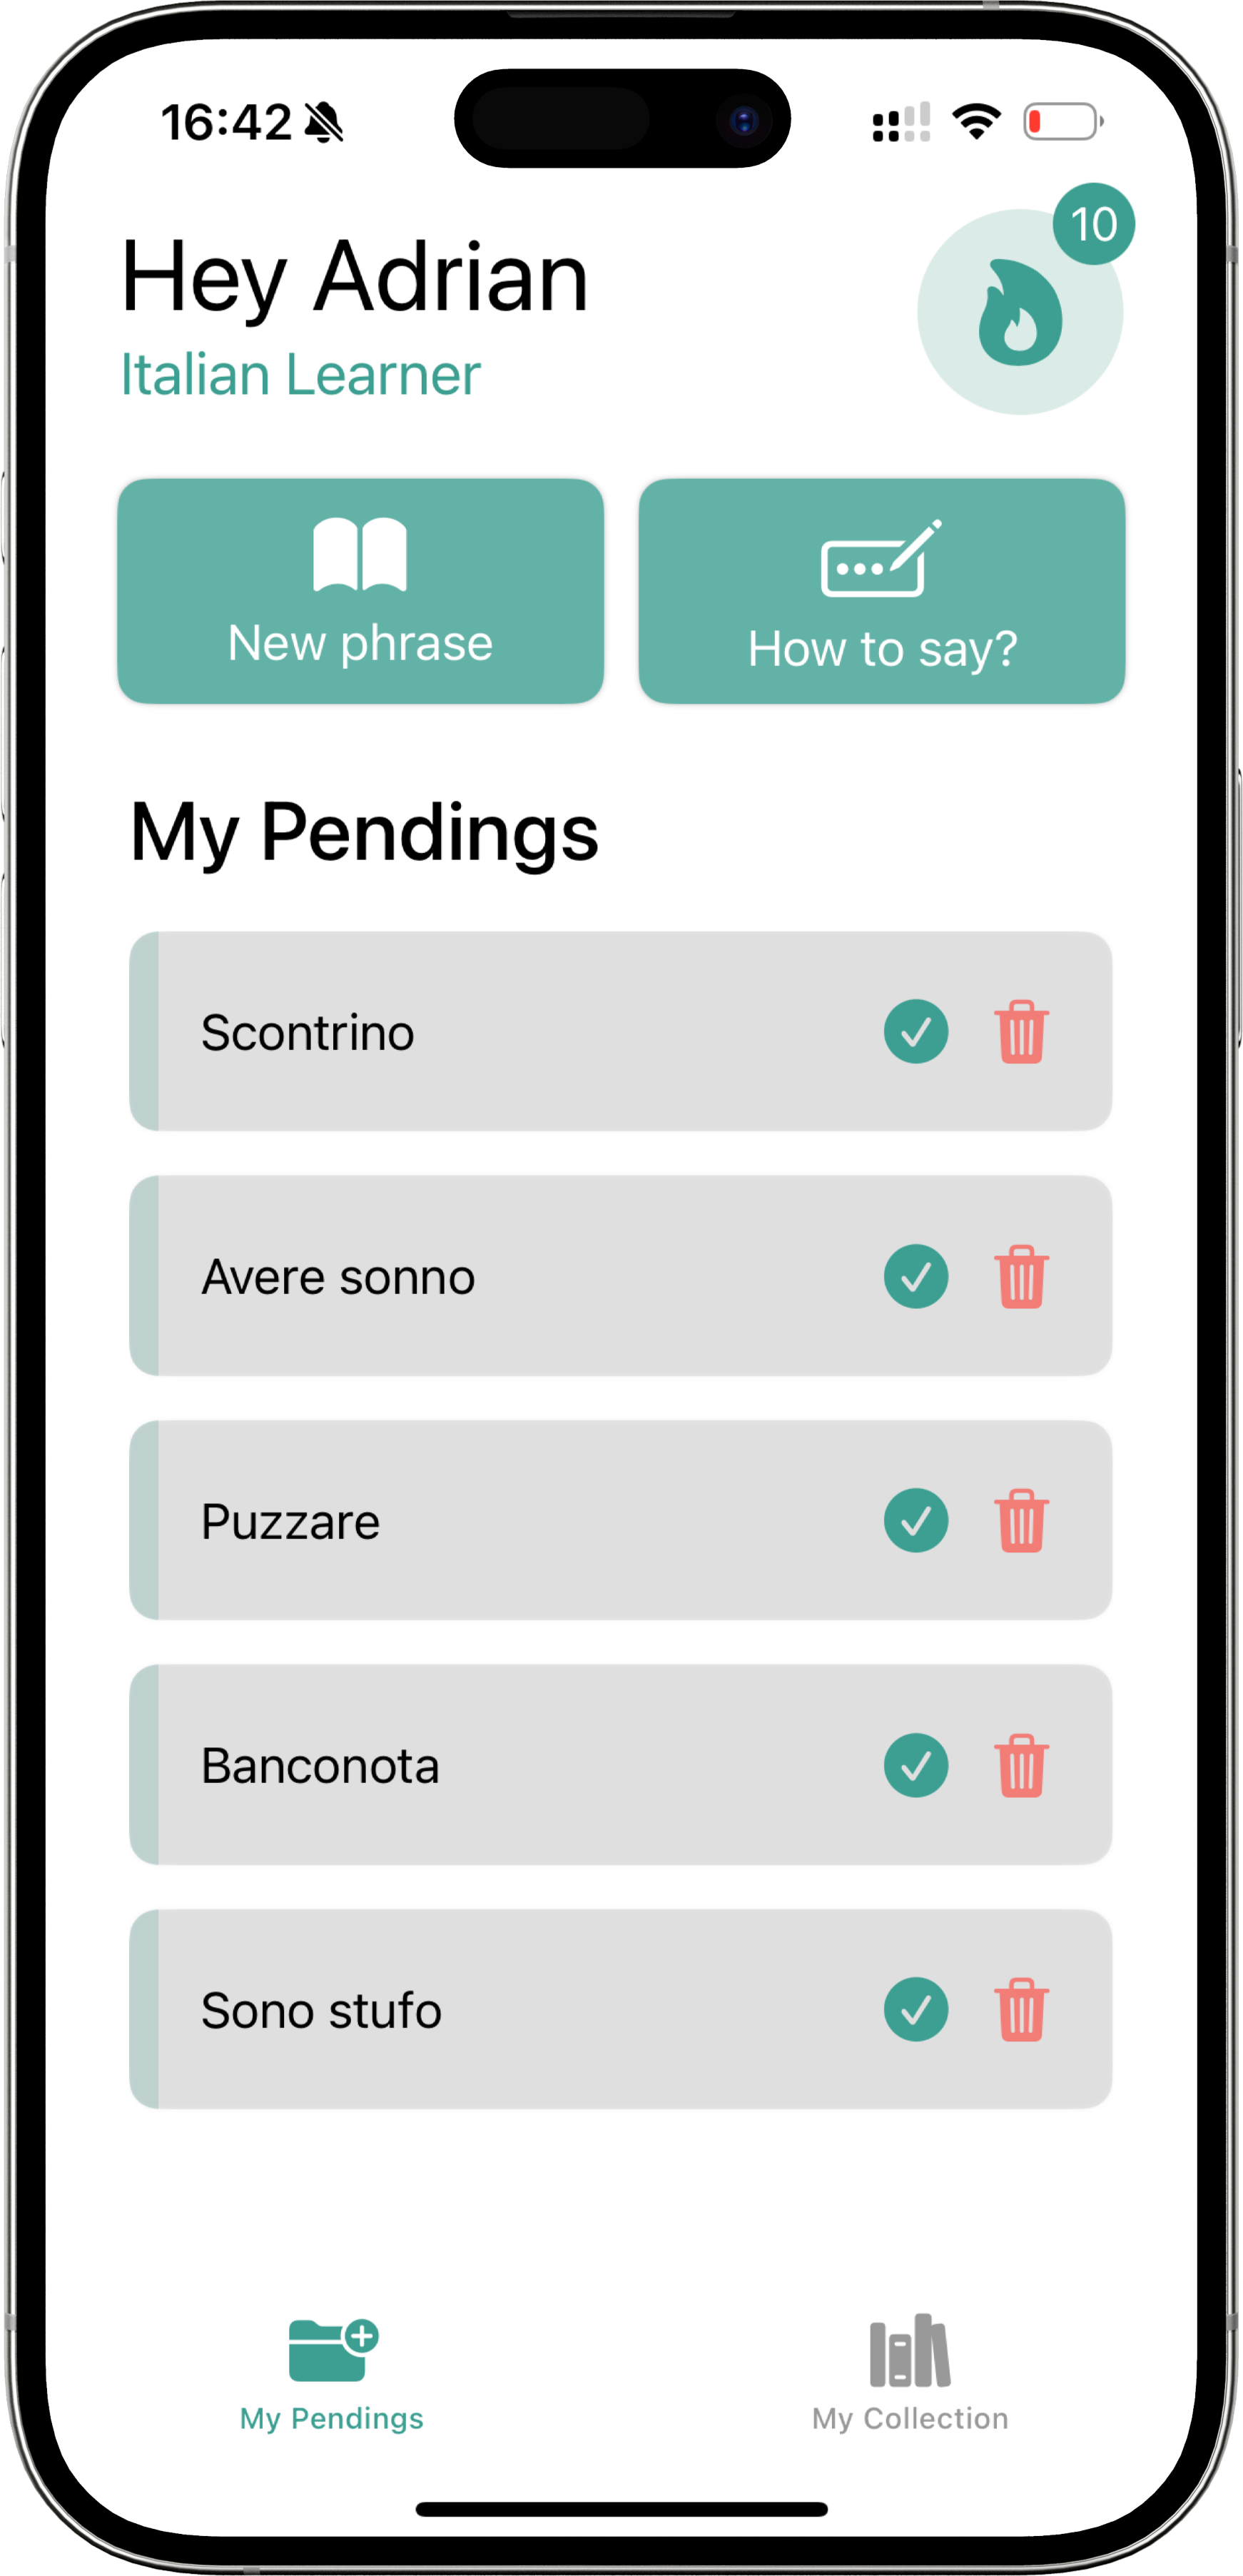 16:42
Hey Adrian
10
Italian Learner
New phrase
How to say?
My Pendings
Scontrino
Avere sonno
Puzzare
Banconota
Sono stufo
My Pendings
My Collection